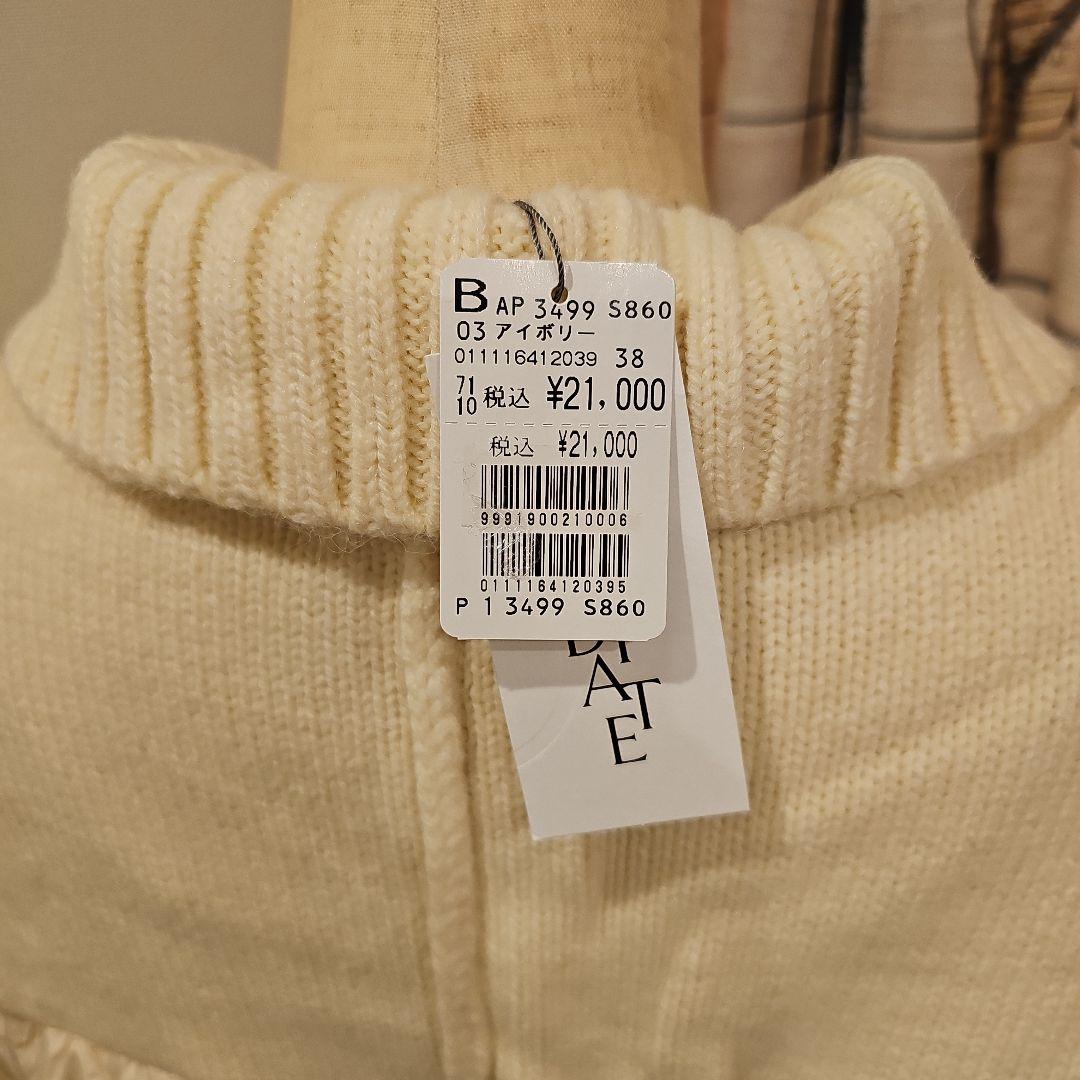 B AP 3499 S860
03 アイボリー
011116412039 38
71 10 税込 ¥21,000
税込 ¥21,000
9991900210006
0111164120395
P 1 3499 S860
DI
AT
E